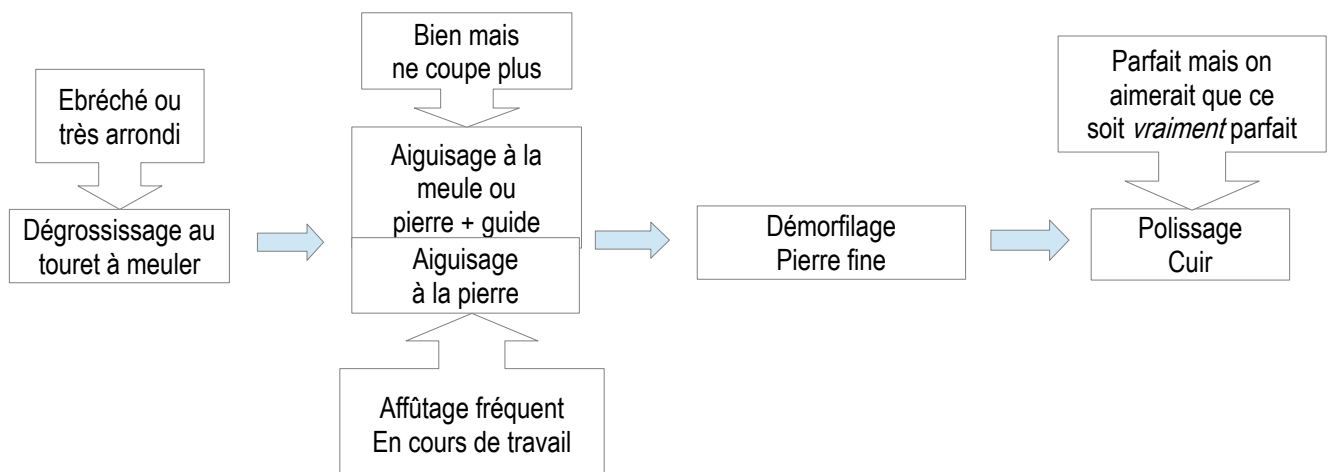 Ebréché ou
très arrondi
Dégrossissage au
touret à meuler
Bien mais
ne coupe plus
Aiguisage à la
meule ou
pierre + guide
Aiguisage
à la pierre
Affûtage fréquent
En cours de travail
Démorfilage
Pierre fine
Parfait mais on
aimerait que ce
soit vraiment parfait
Polissage
Cuir